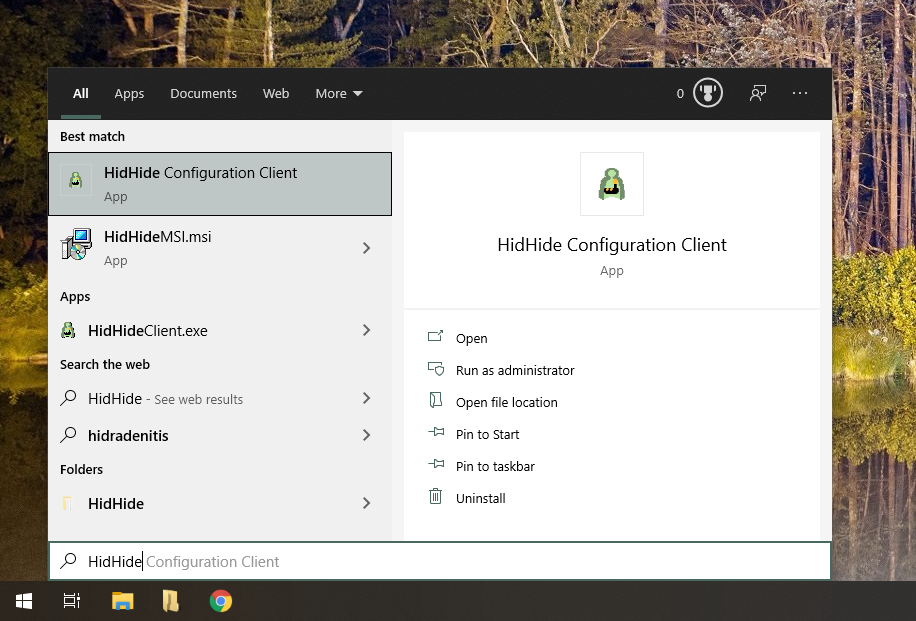 All Apps Documents Web More 0
Best match
HidHide Configuration Client
App
HidHideMSI.msi
App
Apps
HidHideClient.exe
Search the web
HidHide - See web results
hidradenitis
Folders
HidHide
HidHide Configuration Client
App
Open
Run as administrator
Open file location
Pin to Start
Pin to taskbar
Uninstall
HidHide Configuration Client